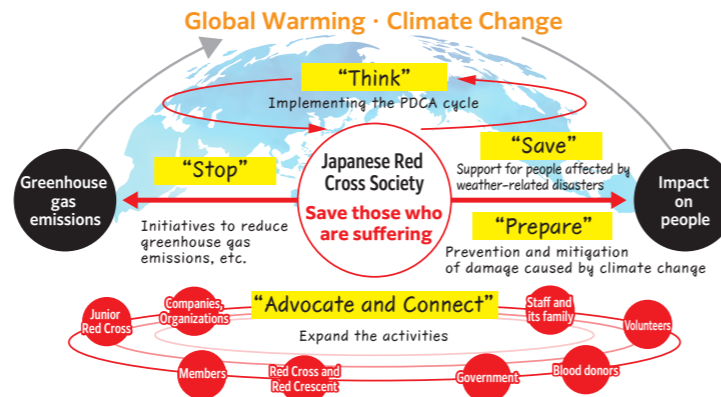 Global Warming · Climate Change
“Think”
Implementing the PDCA cycle
“Stop”
Japanese Red
Cross Society
Save those who
are suffering
“Save”
Support for people affected by
weather-related disasters
Greenhouse
gas
emissions
Impact
on
people
Initiatives to reduce
greenhouse gas
emissions, etc.
“Prepare”
Prevention and mitigation
of damage caused by climate change
“Advocate and Connect”
Expand the activities
Junior
Red Cross
Companies,
Organizations
Staff and
its family
Volunteers
Members
Red Cross and
Red Crescent
Government
Blood donors